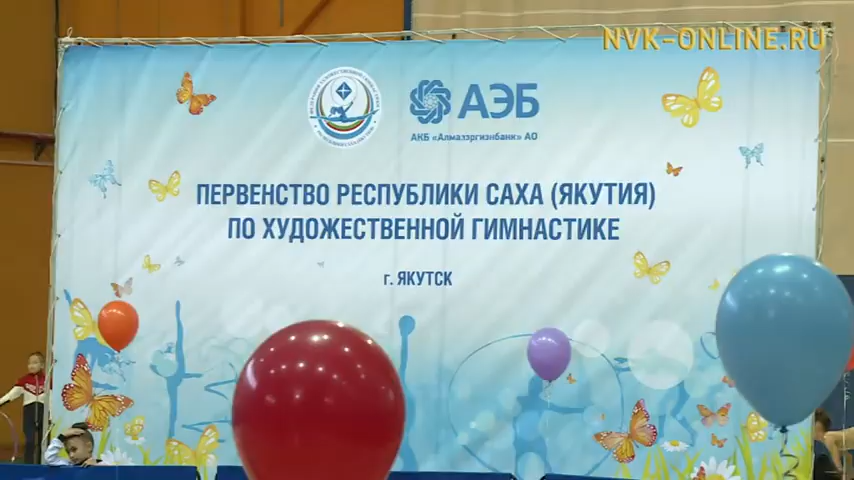 NVK-ONLINE.RU
АЭБ
АКБ «Алмазэргиэнбанк» АО
ПЕРВЕНСТВО РЕСПУБЛИКИ САХА (ЯКУТИЯ)
ПО ХУДОЖЕСТВЕННОЙ ГИМНАСТИКЕ
г. ЯКУТСК